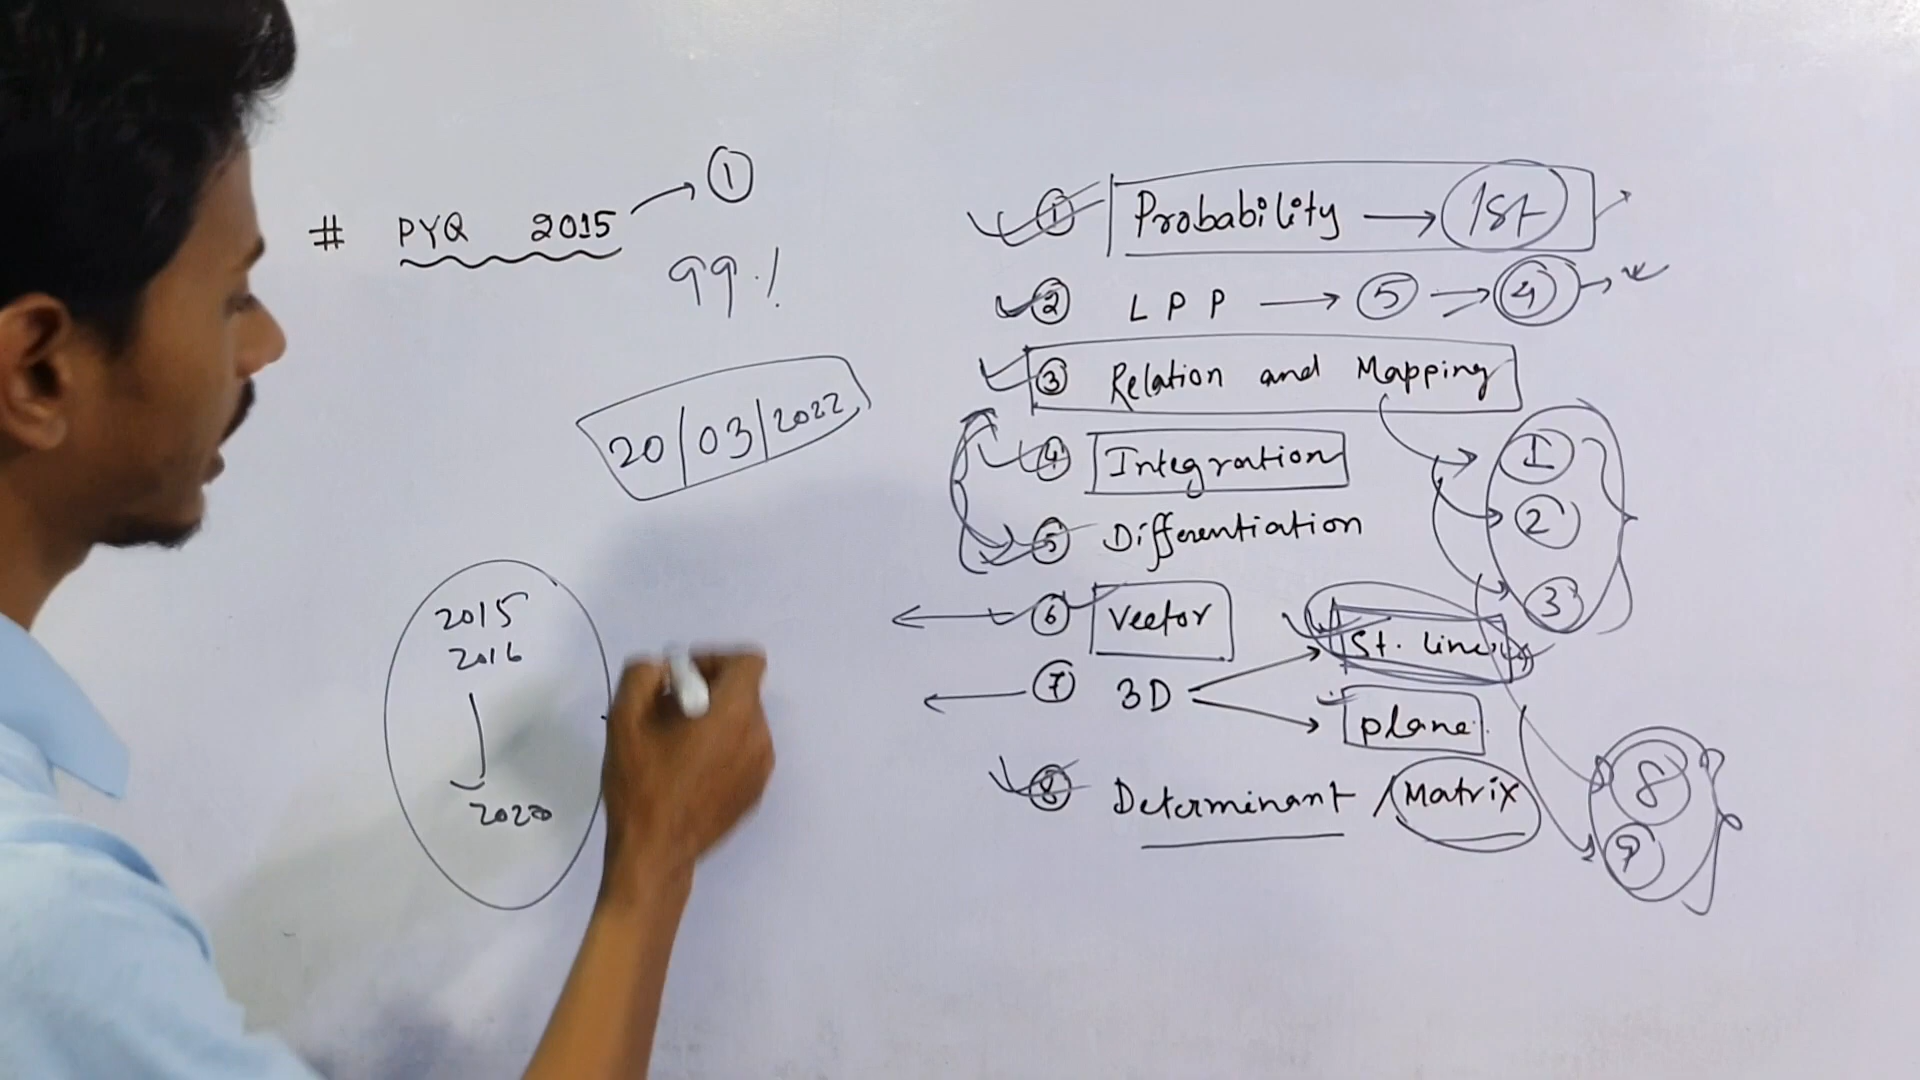 # PYQ 2015 → ①
99 ./
20/03/2022
2015
2016
2020
① Probability → 1st
② LPP → ⑤ → ④ →
③ Relation and Mapping
④ Integration
1
⑤ Differentiation
2
3
⑥ Vector
⑦ 3D
St. line
plane
⑧ Determinant / Matrix
8
9